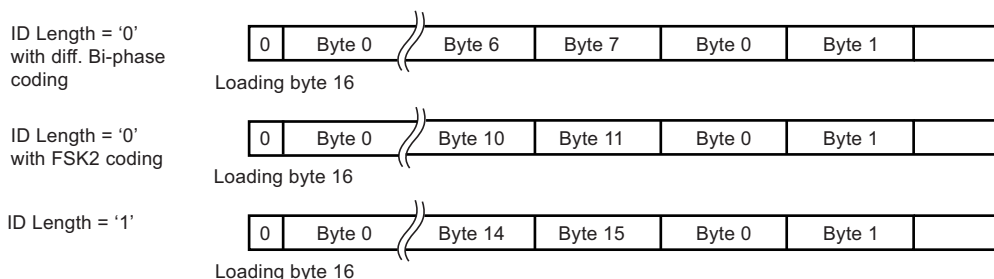 ID Length = ‘0’
with diff. Bi-phase
coding
0 Byte 0 Byte 6 Byte 7 Byte 0 Byte 1
Loading byte 16
ID Length = ‘0’
with FSK2 coding
0 Byte 0 Byte 10 Byte 11 Byte 0 Byte 1
Loading byte 16
ID Length = ‘1’
0 Byte 0 Byte 14 Byte 15 Byte 0 Byte 1
Loading byte 16